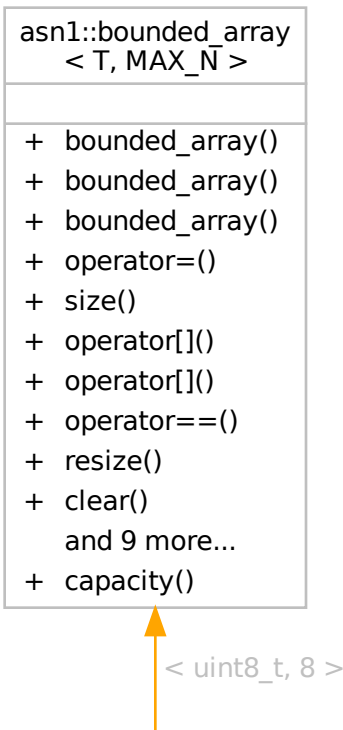 asn1::bounded_array
< T, MAX_N >
+ bounded_array()
+ bounded_array()
+ bounded_array()
+ operator=()
+ size()
+ operator[]()
+ operator[]()
+ operator==()
+ resize()
+ clear()
and 9 more...
+ capacity()
< uint8_t, 8 >